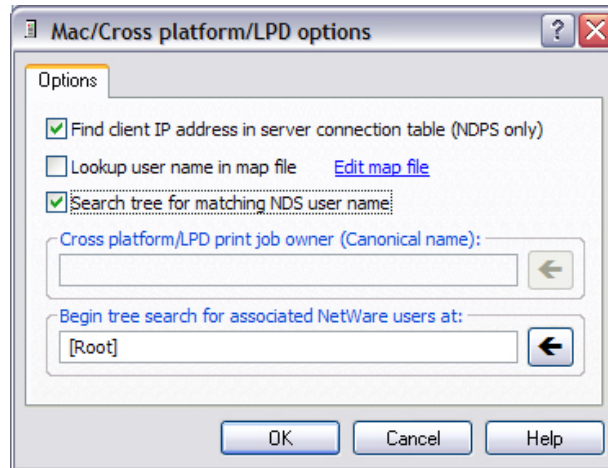 Mac/Cross platform/LPD options
Options
Find client IP address in server connection table (NDPS only)
Lookup user name in map file Edit map file
Search tree for matching NDS user name
Cross platform/LPD print job owner (Canonical name):
Begin tree search for associated NetWare users at:
[Root]
OK Cancel Help